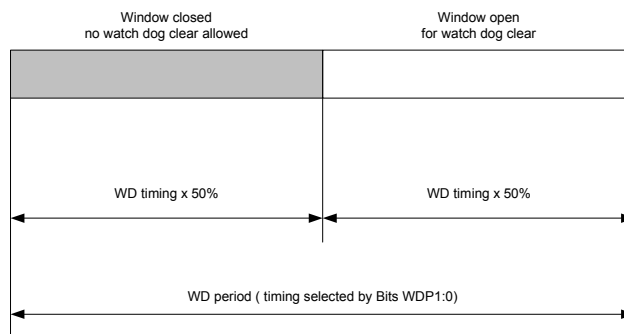 Window closed
no watch dog clear allowed
Window open
for watch dog clear
WD timing x 50%
WD timing x 50%
WD period ( timing selected by Bits WDP1:0)